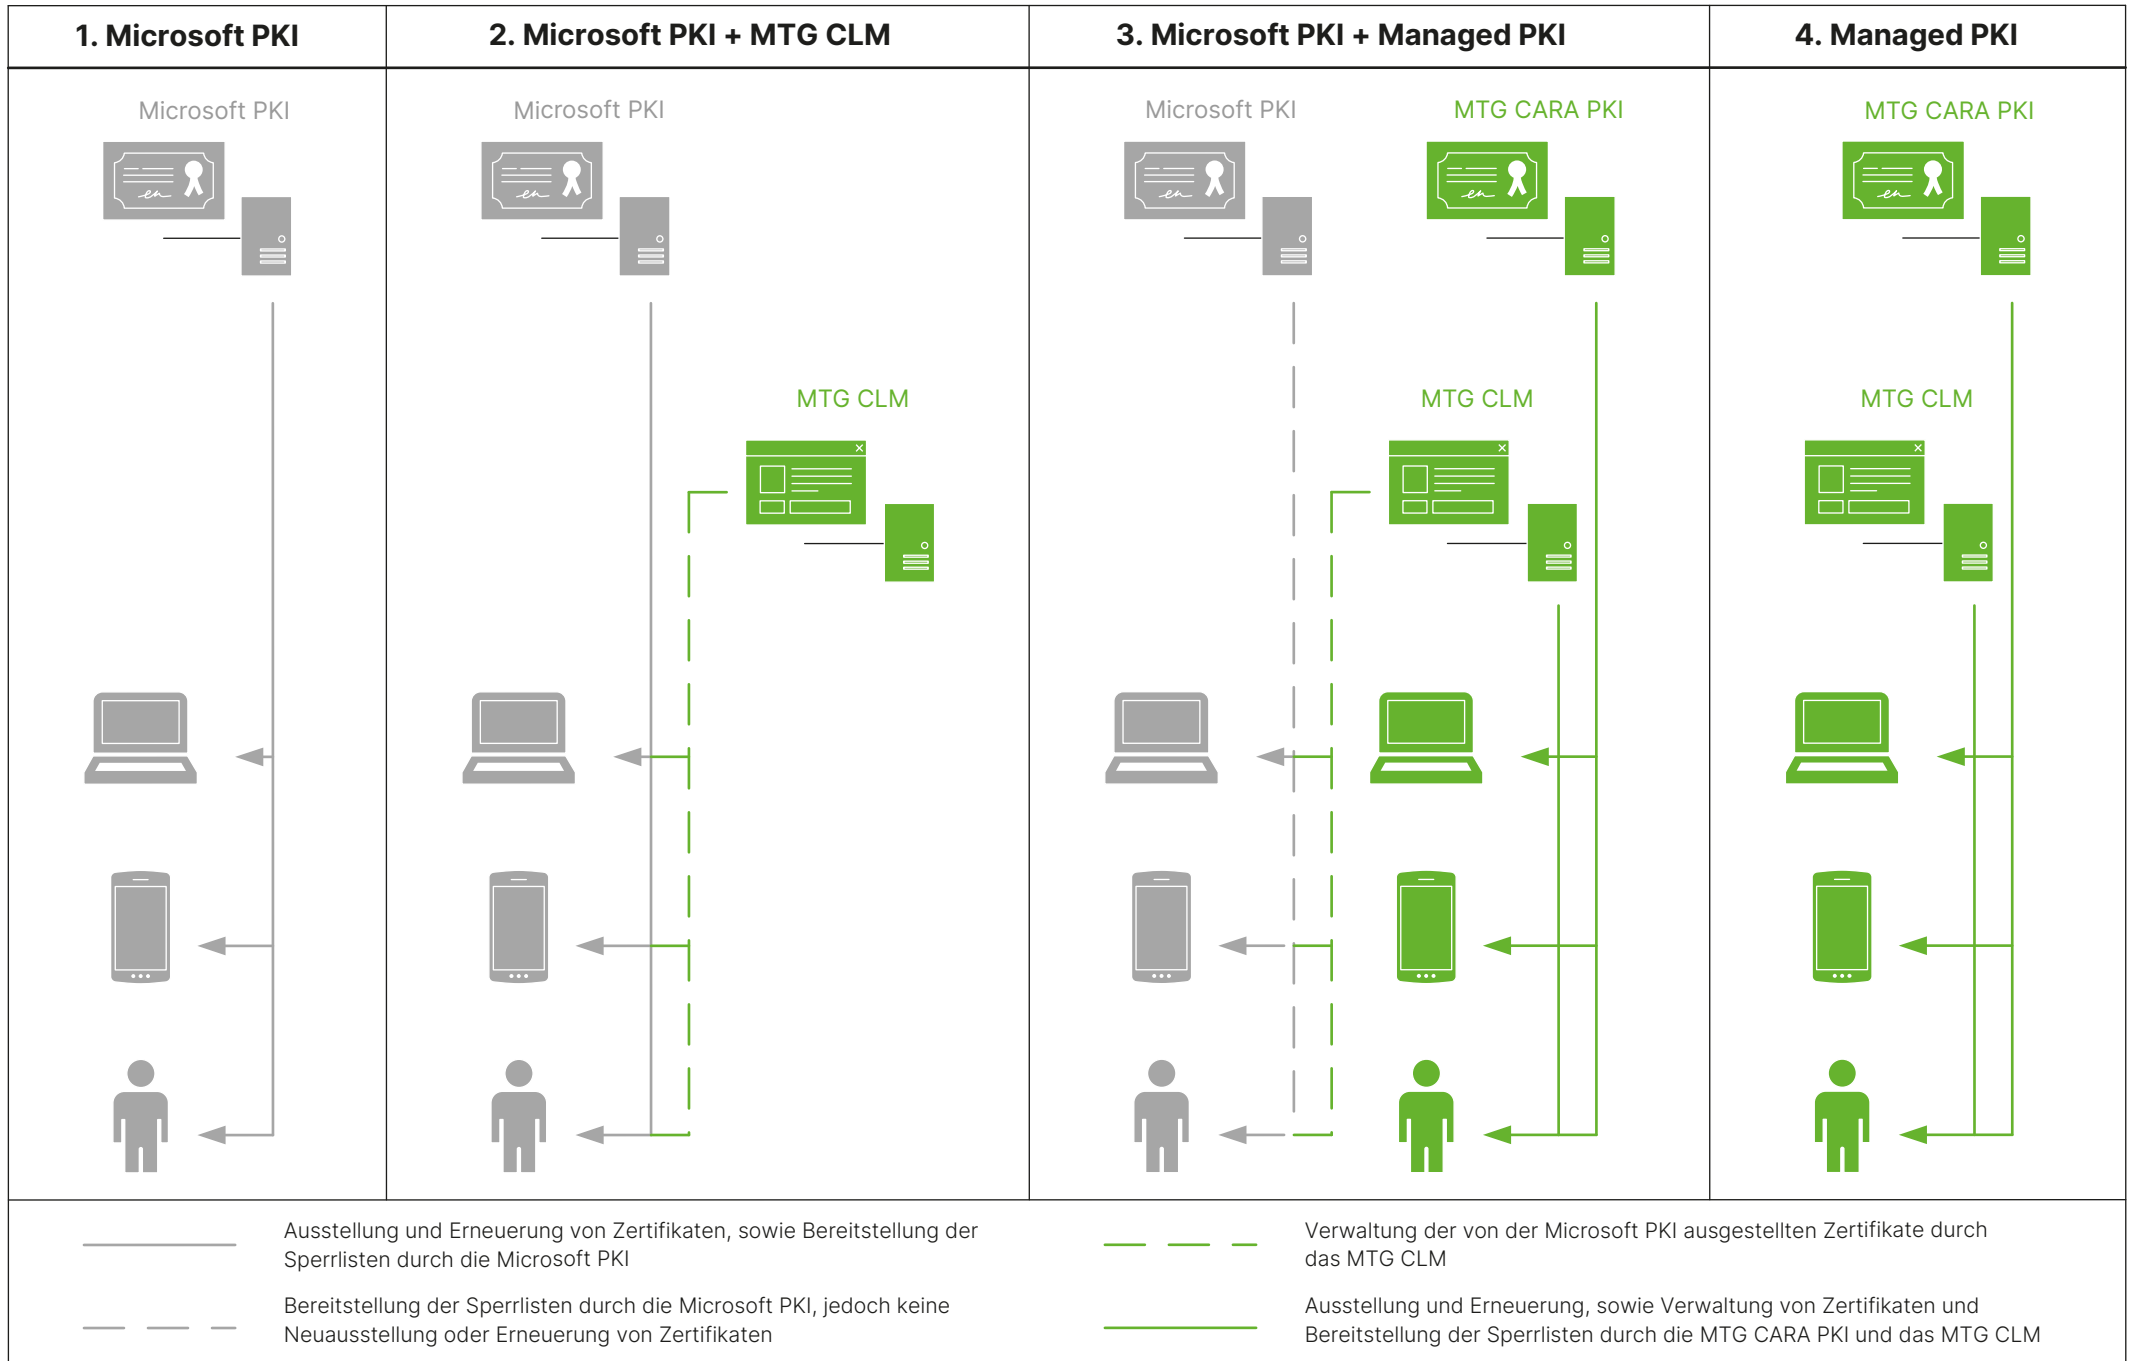 1. Microsoft PKI
2. Microsoft PKI + MTG CLM
3. Microsoft PKI + Managed PKI
4. Managed PKI
Microsoft PKI
Microsoft PKI
Microsoft PKI
MTG CARA PKI
MTG CARA PKI
MTG CLM
MTG CLM
MTG CLM
Ausstellung und Erneuerung von Zertifikaten, sowie Bereitstellung der
Sperrlisten durch die Microsoft PKI
Bereitstellung der Sperrlisten durch die Microsoft PKI, jedoch keine
Neuausstellung oder Erneuerung von Zertifikaten
Verwaltung der von der Microsoft PKI ausgestellten Zertifikate durch
das MTG CLM
Ausstellung und Erneuerung, sowie Verwaltung von Zertifikaten und
Bereitstellung der Sperrlisten durch die MTG CARA PKI und das MTG CLM